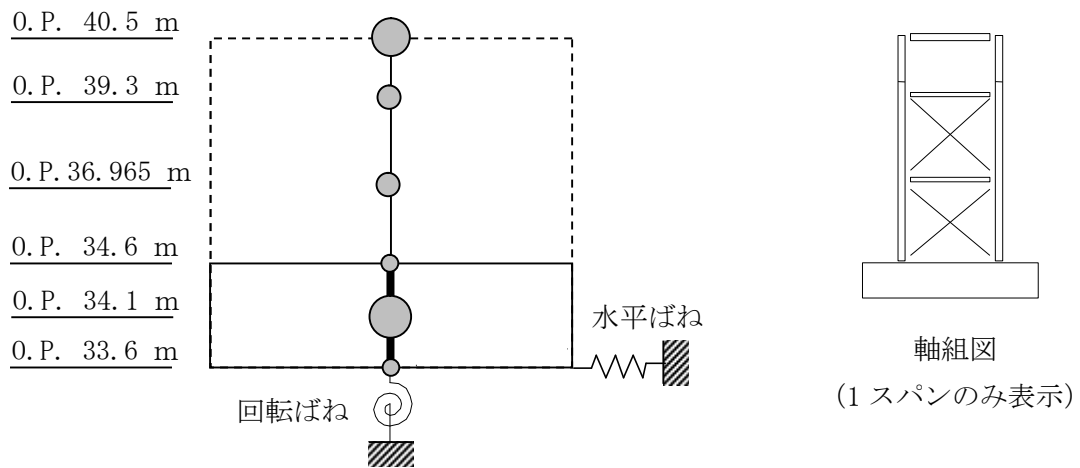 O.P. 40.5 m
O.P. 39.3 m
O.P.36.965 m
O.P. 34.6 m
O.P. 34.1 m
O.P. 33.6 m
水平ばね
回転ばね
軸組図
(1 スパンのみ表示)